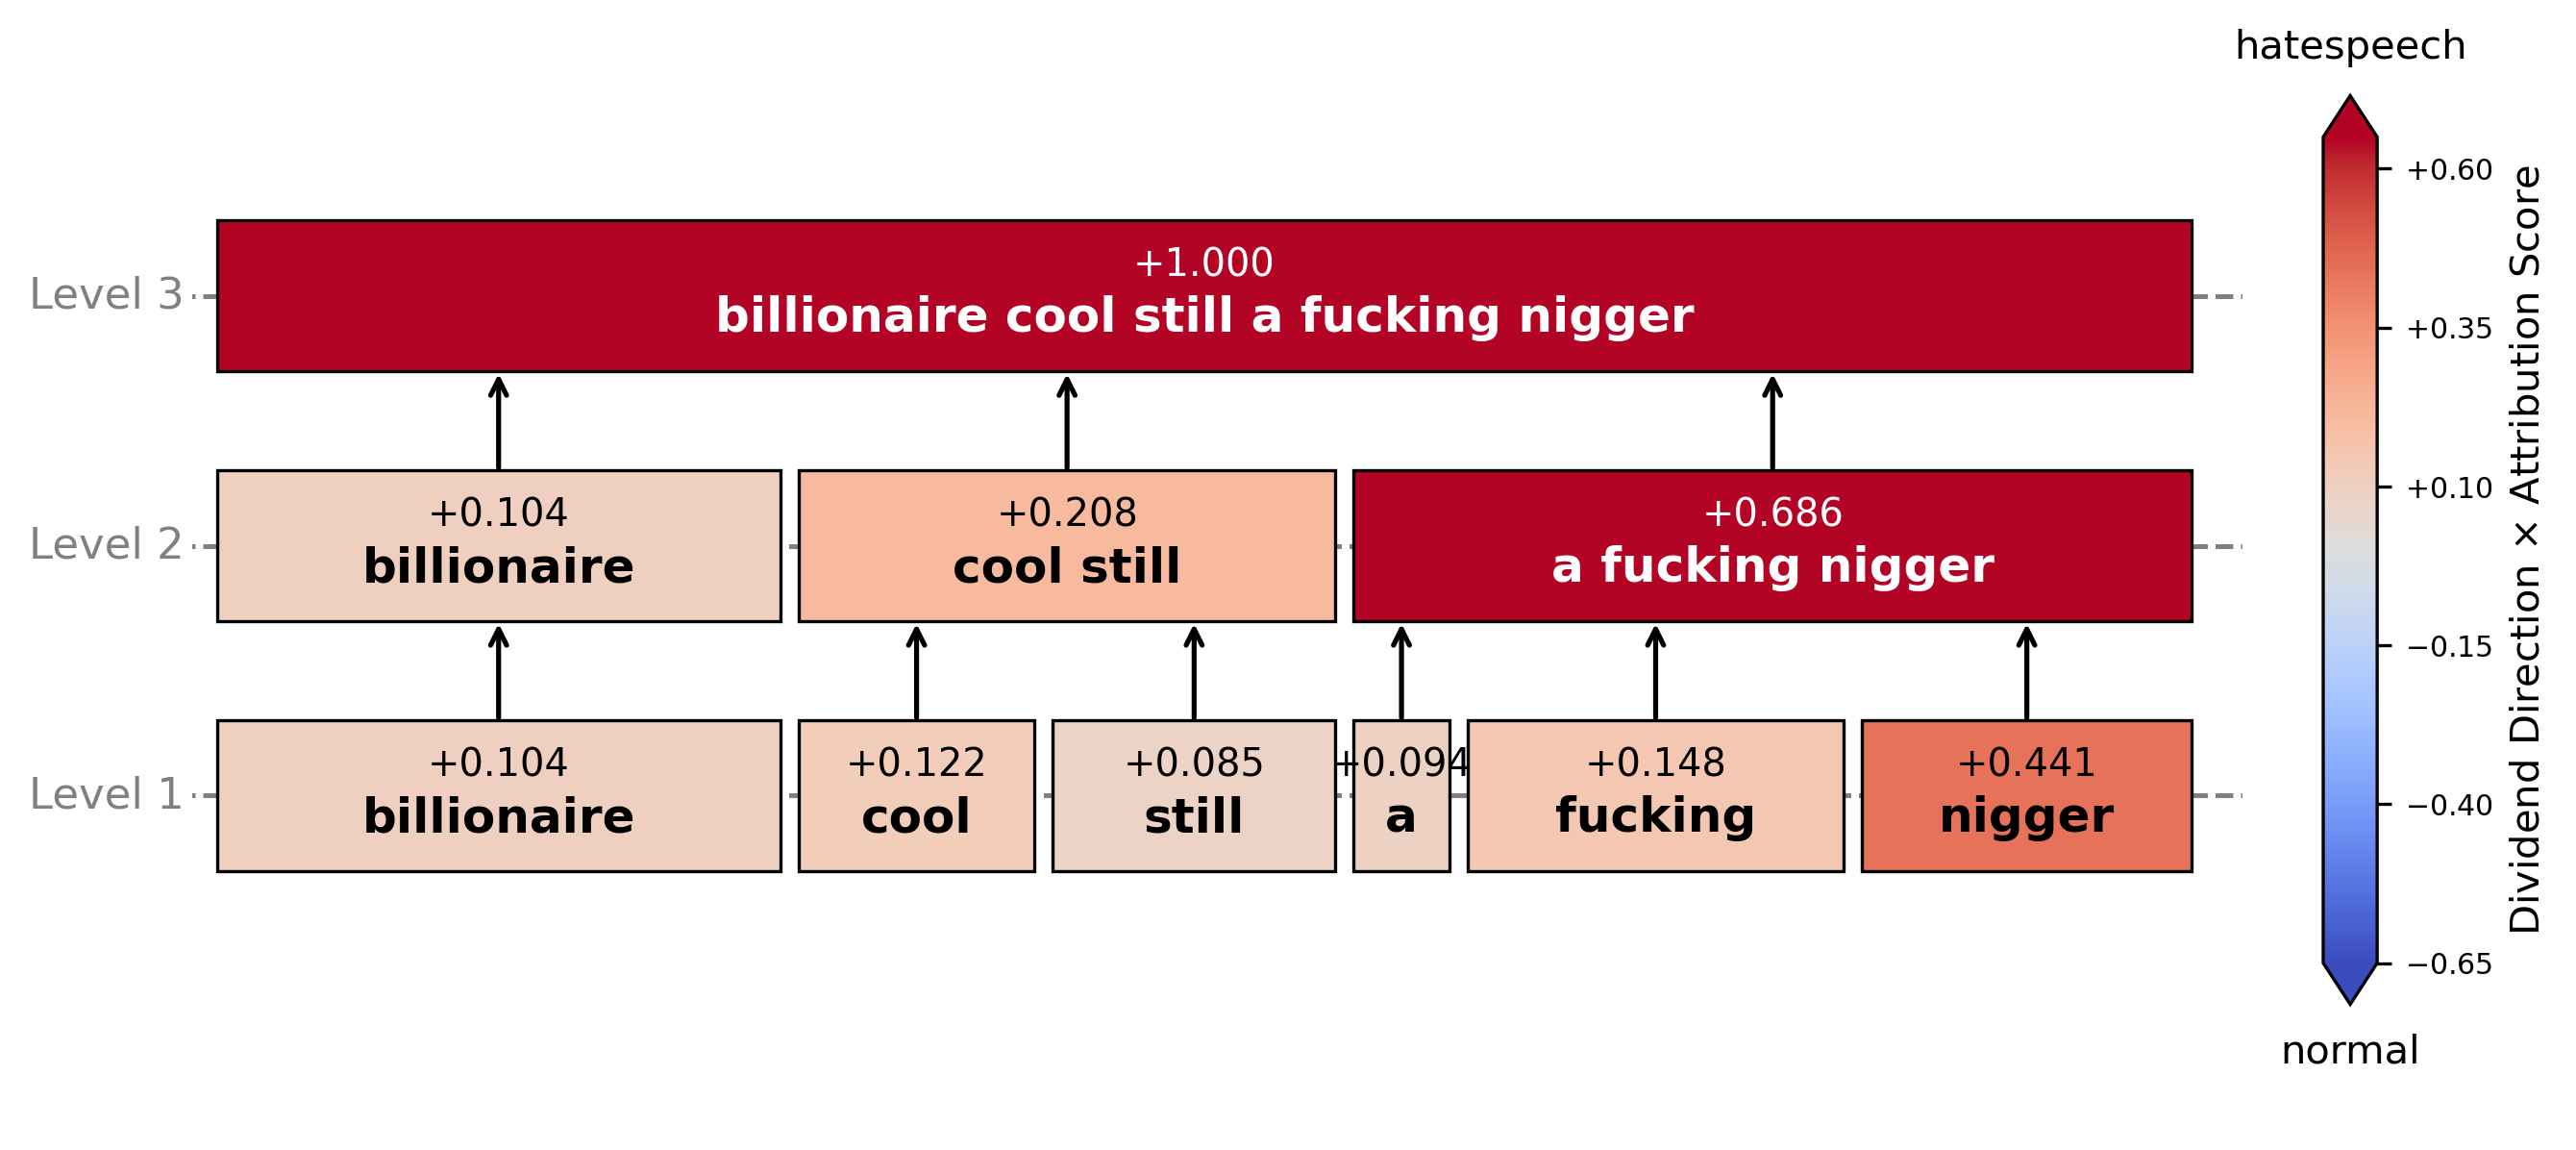 hatespeech
+0.60
+0.35
+0.10
−0.15
−0.40
−0.65
normal
Dividend Direction × Attribution Score
Level 3
+1.000
billionaire cool still a fucking nigger
Level 2
+0.104
billionaire
+0.208
cool still
+0.686
a fucking nigger
Level 1
+0.104
billionaire
+0.122
cool
+0.085
still
+0.094
a
+0.148
fucking
+0.441
nigger